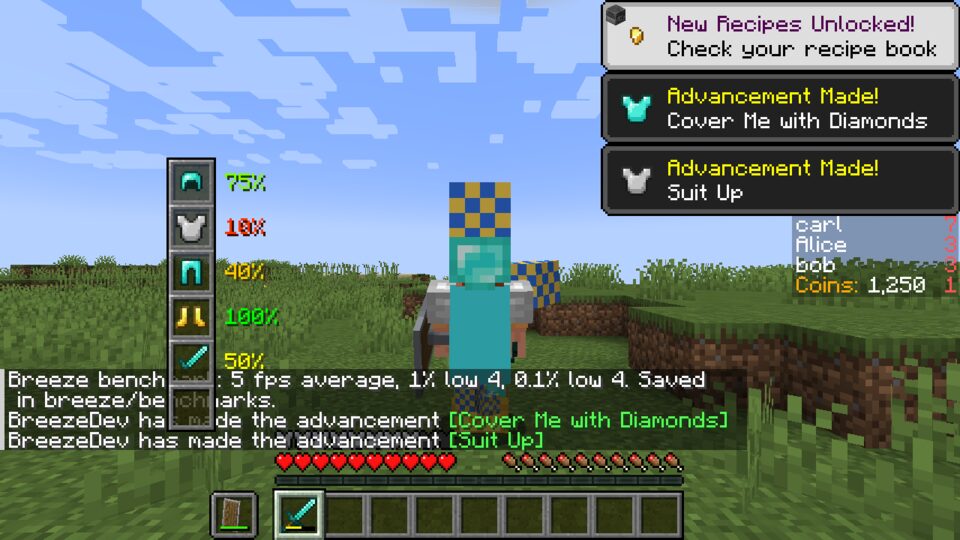 New Recipes Unlocked!
Check your recipe book
Advancement Made!
Cover Me with Diamonds
Advancement Made!
Suit Up
75%
10%
40%
100%
50%
carl 7
Alice 3
bob 3
Coins: 1,250 1
Breeze bench : 5 fps average, 1% low 4, 0.1% low 4. Saved
in breeze/benchmarks.
BreezeDev has made the advancement [Cover Me with Diamonds]
BreezeDev has made the advancement [Suit Up]